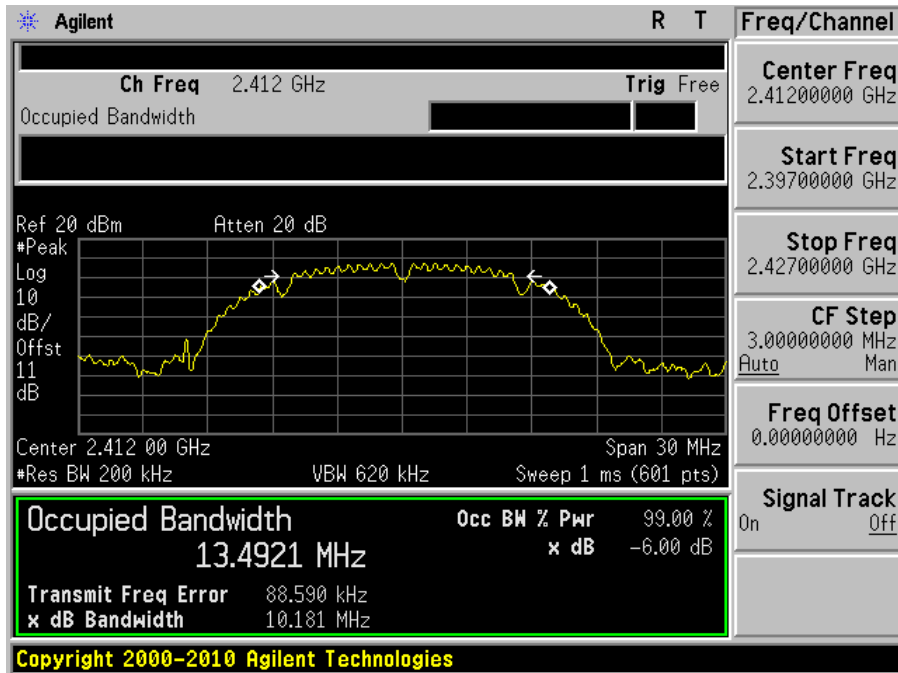 Agilent R T
Ch Freq 2.412 GHz Trig Free
Occupied Bandwidth
Ref 20 dBm Atten 20 dB
#Peak
Log
10
dB/
Offst
11
dB
Center 2.412 00 GHz Span 30 MHz
#Res BW 200 kHz VBW 620 kHz Sweep 1 ms (601 pts)
Occupied Bandwidth Occ BW % Pwr 99.00 %
13.4921 MHz x dB -6.00 dB
Transmit Freq Error 88.590 kHz
x dB Bandwidth 10.181 MHz
Copyright 2000-2010 Agilent Technologies
Freq/Channel
Center Freq
2.41200000 GHz
Start Freq
2.39700000 GHz
Stop Freq
2.42700000 GHz
CF Step
3.00000000 MHz
Auto Man
Freq Offset
0.00000000 Hz
Signal Track
On Off